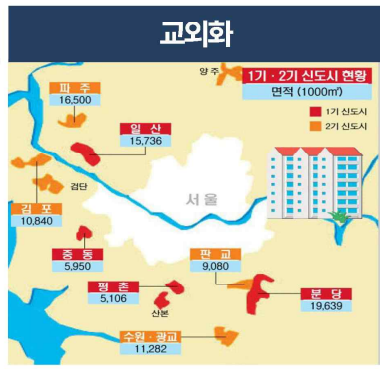 교외화
양주
1기·2기 신도시 현황
면적 (1000㎡)
1기 신도시
2기 신도시
파주
16,500
일산
15,736
서울
검단
김포
10,840
중동
5,950
판교
9,080
평촌
5,106
산본
분당
19,639
수원·광교
11,282